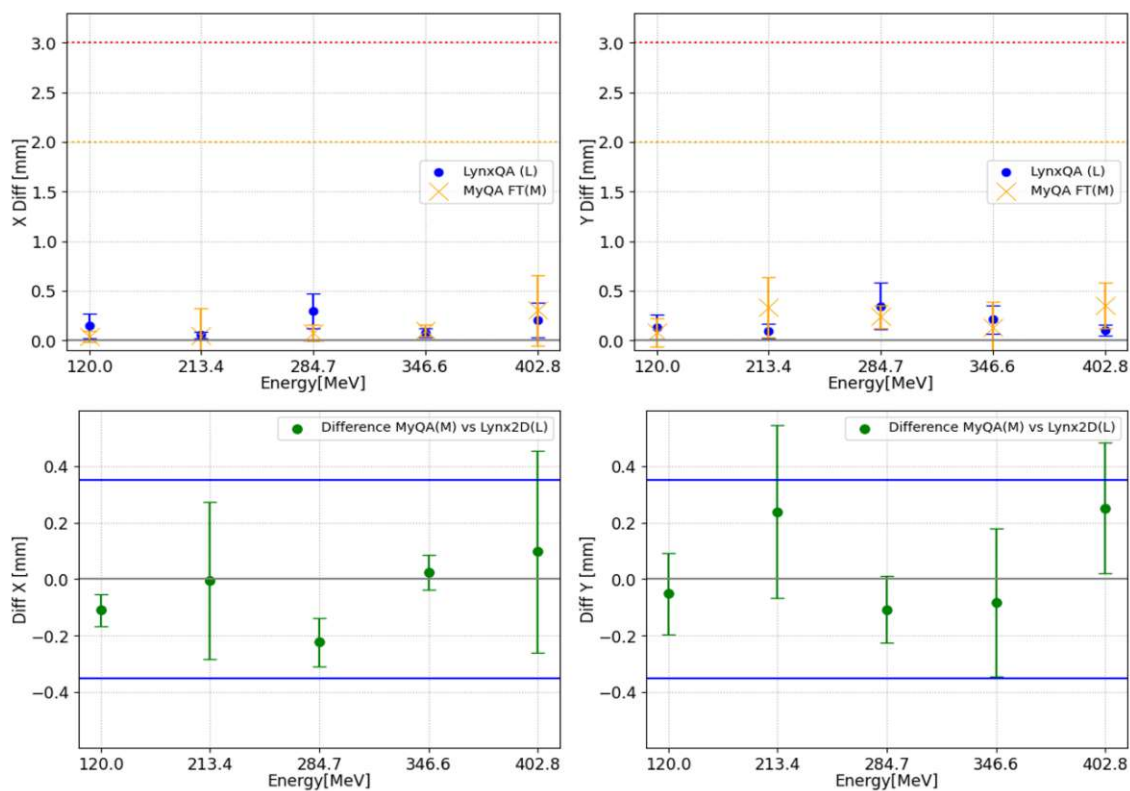 3.0
2.5
2.0
1.5
1.0
0.5
0.0
X Diff [mm]
LynxQA (L)
MyQA FT(M)
120.0 213.4 284.7 346.6 402.8
Energy[MeV]
3.0
2.5
2.0
1.5
1.0
0.5
0.0
Y Diff [mm]
LynxQA (L)
MyQA FT(M)
120.0 213.4 284.7 346.6 402.8
Energy[MeV]
Difference MyQA(M) vs Lynx2D(L)
0.4
0.2
0.0
−0.2
−0.4
Diff X [mm]
120.0 213.4 284.7 346.6 402.8
Energy[MeV]
Difference MyQA(M) vs Lynx2D(L)
0.4
0.2
0.0
−0.2
−0.4
Diff Y [mm]
120.0 213.4 284.7 346.6 402.8
Energy[MeV]